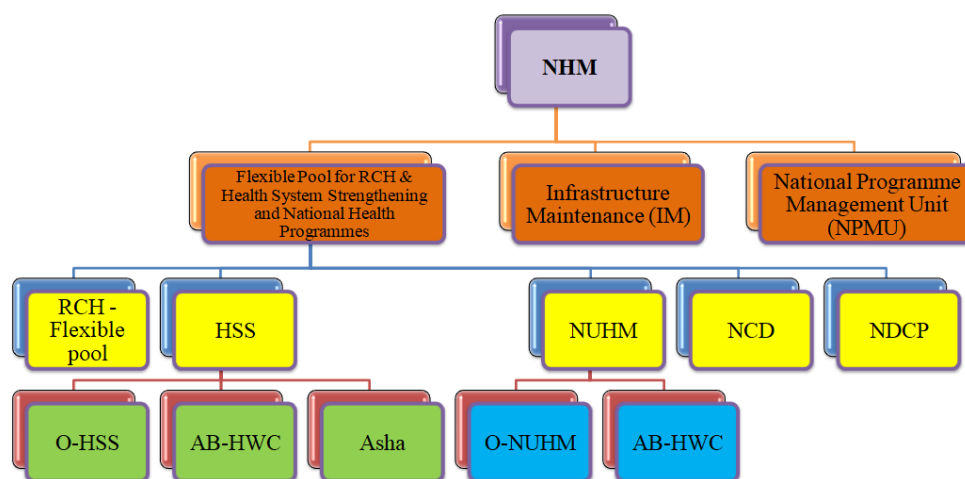 NHM
Flexible Pool for RCH &
Health System Strengthening
and National Health
Programmes
Infrastructure
Maintenance (IM)
National Programme
Management Unit
(NPMU)
RCH -
Flexible
pool
HSS
NUHM
NCD
NDCP
O-HSS
AB-HWC
Asha
O-NUHM
AB-HWC